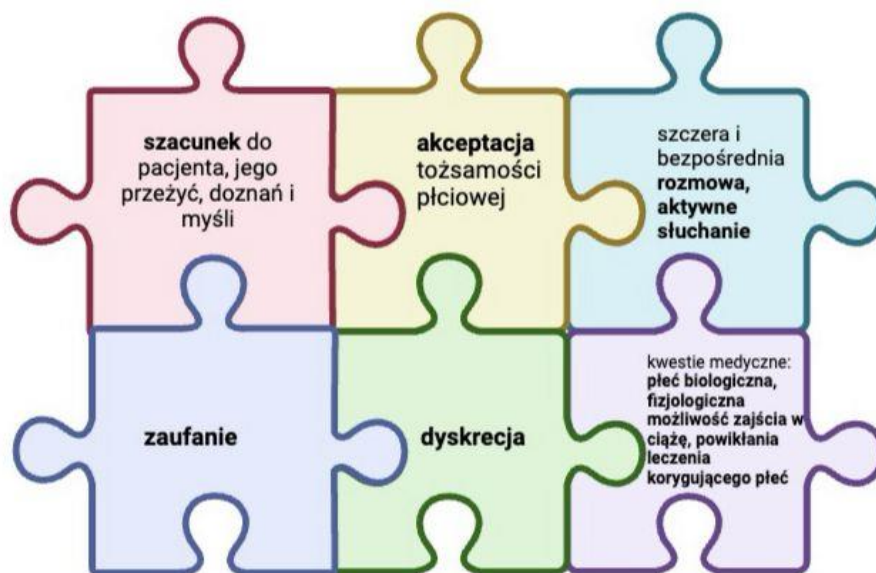 szacunek do
pacjenta, jego
przeżyć, doznań i
myśli
akceptacja
tożsamości
płciowej
szczera i
bezpośrednia
rozmowa,
aktywne
słuchanie
zaufanie
dyskrecja
kwestie medyczne:
płeć biologiczna,
fizjologiczna
możliwość zajścia w
ciążę, powikłania
leczenia
korygującego płeć